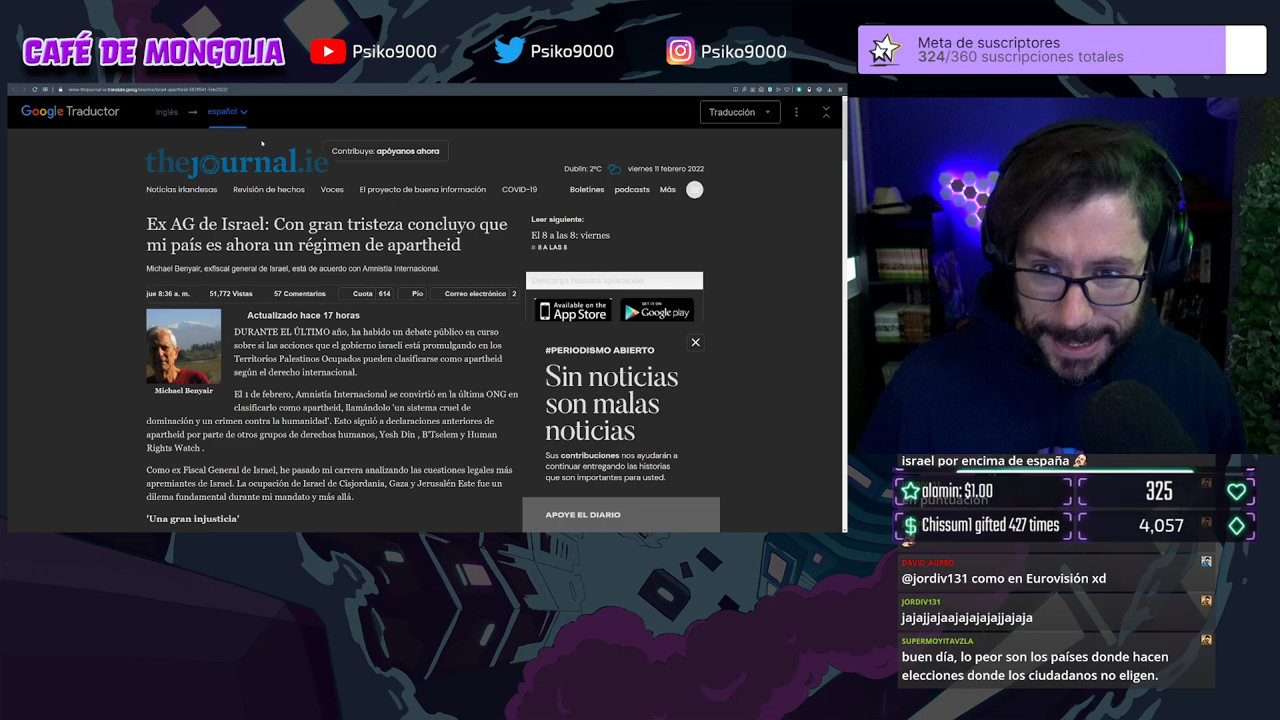 CAFÉ DE MONGOLIA
Psiko9000
Psiko9000
Psiko9000
Meta de suscriptores
324/360 suscripciones totales
Google Traductor
inglés → español
Traducción
thejournal.ie
Contribuye: apóyanos ahora
Dublin: 2°C
viernes 11 febrero 2022
Noticias irlandesas
Revisión de hechos
Voces
El proyecto de buena información
COVID-19
Boletines
podcasts
Más
Ex AG de Israel: Con gran tristeza concluyo que
mi país es ahora un régimen de apartheid
Michael Benyair, exfiscal general de Israel, está de acuerdo con Amnistía Internacional.
jue 8:36 a. m.
51,772 Vistas
57 Comentarios
Cuota 614
Pío
Correo electrónico 2
Actualizado hace 17 horas
DURANTE EL ÚLTIMO año, ha habido un debate público en curso
sobre si las acciones que el gobierno israelí está promulgando en los
Territorios Palestinos Ocupados pueden clasificarse como apartheid
según el derecho internacional.
Michael Benyair
El 1 de febrero, Amnistía Internacional se convirtió en la última ONG en
clasificarlo como apartheid, llamándolo 'un sistema cruel de
dominación y un crimen contra la humanidad'. Esto siguió a declaraciones anteriores de
apartheid por parte de otros grupos de derechos humanos, Yesh Din , B'Tselem y Human
Rights Watch .
Como ex Fiscal General de Israel, he pasado mi carrera analizando las cuestiones legales más
apremiantes de Israel. La ocupación de Israel de Cisjordania, Gaza y Jerusalén Este fue un
dilema fundamental durante mi mandato y más allá.
'Una gran injusticia'
Leer siguiente:
El 8 a las 8: viernes
# 8 A LAS 8
Descarga nuestra aplicación
Available on the
App Store
GET IT ON
Google play
#PERIODISMO ABIERTO
Sin noticias
son malas
noticias
Sus contribuciones nos ayudarán a
continuar entregando las historias
que son importantes para usted.
APOYE EL DIARIO
israel por encima de españa
en puntuación
alamin: $1.00
325
Chissum1 gifted 427 times
4,057
DAVID_AUREO
@jordiv131 como en Eurovisión xd
JORDIV131
jajajjajaajajajajajjajaja
SUPERMOYITAVZLA
buen día, lo peor son los países donde hacen
elecciones donde los ciudadanos no eligen.